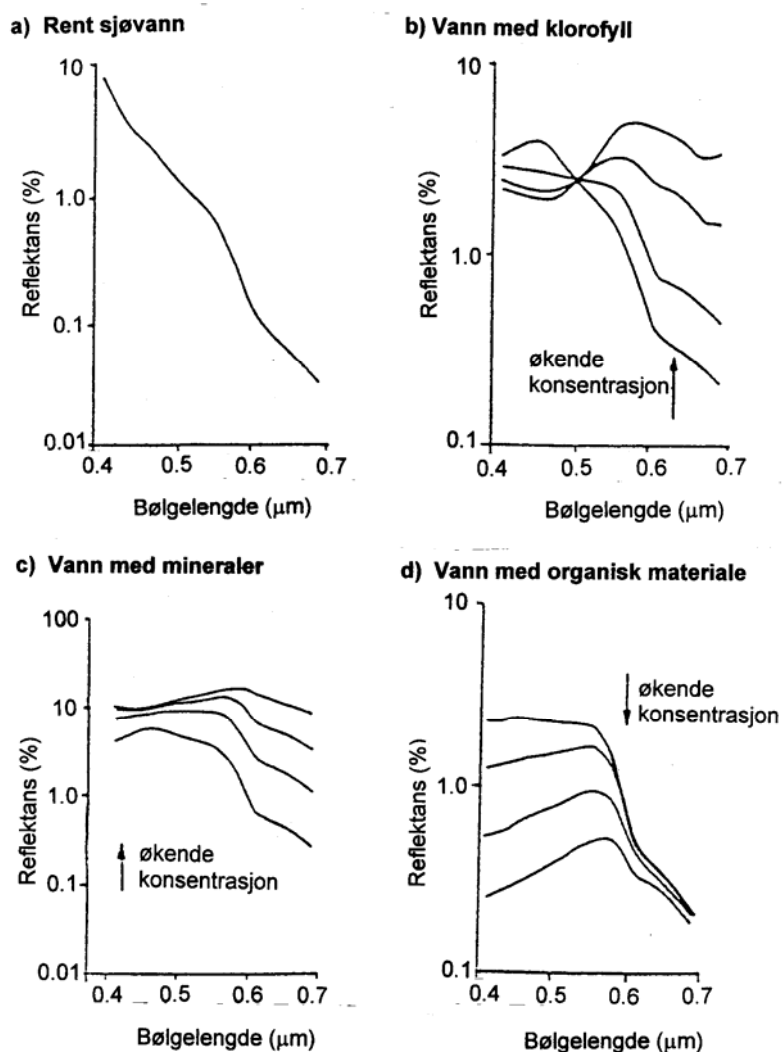 a) Rent sjøvann
10
1.0
0.1
0.01
Reflektans (%)
0.4 0.5 0.6 0.7
Bølgelengde (μm)
b) Vann med klorofyll
10
1.0
0.1
Reflektans (%)
økende
konsentrasjon
0.4 0.5 0.6 0.7
Bølgelengde (μm)
c) Vann med mineraler
100
10
1.0
0.1
0.01
Reflektans (%)
økende
konsentrasjon
0.4 0.5 0.6 0.7
Bølgelengde (μm)
d) Vann med organisk materiale
10
1.0
0.1
Reflektans (%)
økende
konsentrasjon
0.4 0.5 0.6 0.7
Bølgelengde (μm)